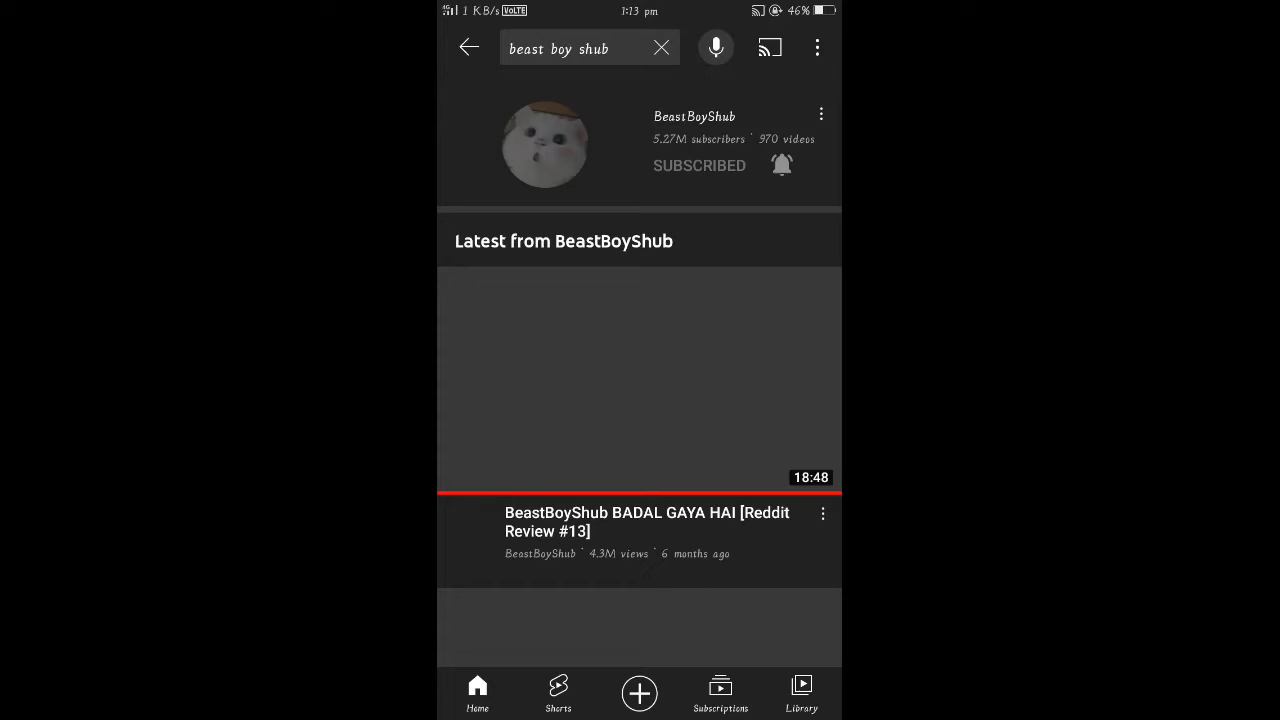 4G 1 KB/s VoLTE 1:13 pm 46%
beast boy shub
BeastBoyShub
5.27M subscribers · 970 videos
SUBSCRIBED
Latest from BeastBoyShub
18:48
BeastBoyShub BADAL GAYA HAI [Reddit
Review #13]
BeastBoyShub · 4.3M views · 6 months ago
Home Shorts Subscriptions Library